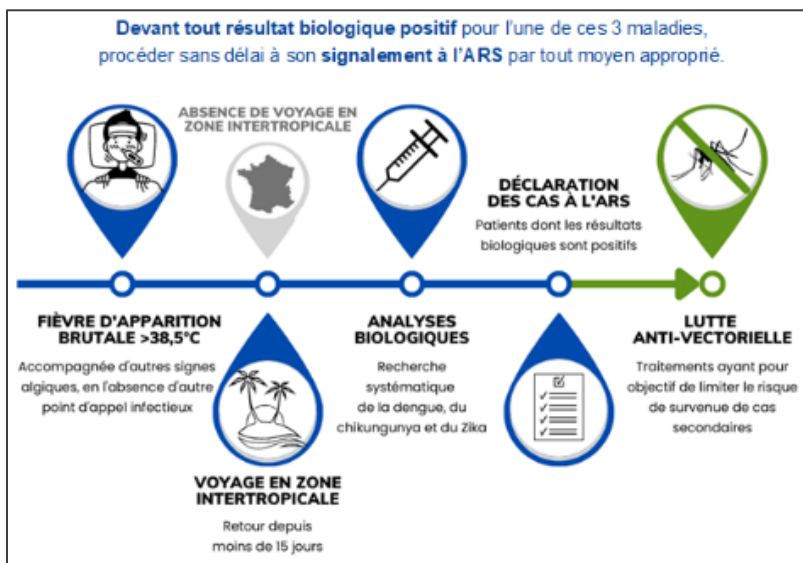 Devant tout résultat biologique positif pour l'une de ces 3 maladies,
procéder sans délai à son signalement à l'ARS par tout moyen approprié.
ABSENCE DE VOYAGE EN
ZONE INTERTROPICALE
DÉCLARATION
DES CAS À L'ARS
Patients dont les résultats
biologiques sont positifs
FIÈVRE D'APPARITION
BRUTALE >38,5°C
Accompagnée d'autres signes
algiques, en l'absence d'autre
point d'appel infectieux
VOYAGE EN ZONE
INTERTROPICALE
Retour depuis
moins de 15 jours
ANALYSES
BIOLOGIQUES
Recherche
systématique
de la dengue, du
chikungunya et du Zika
LUTTE
ANTI-VECTORIELLE
Traitements ayant pour
objectif de limiter le risque
de survenue de cas
secondaires